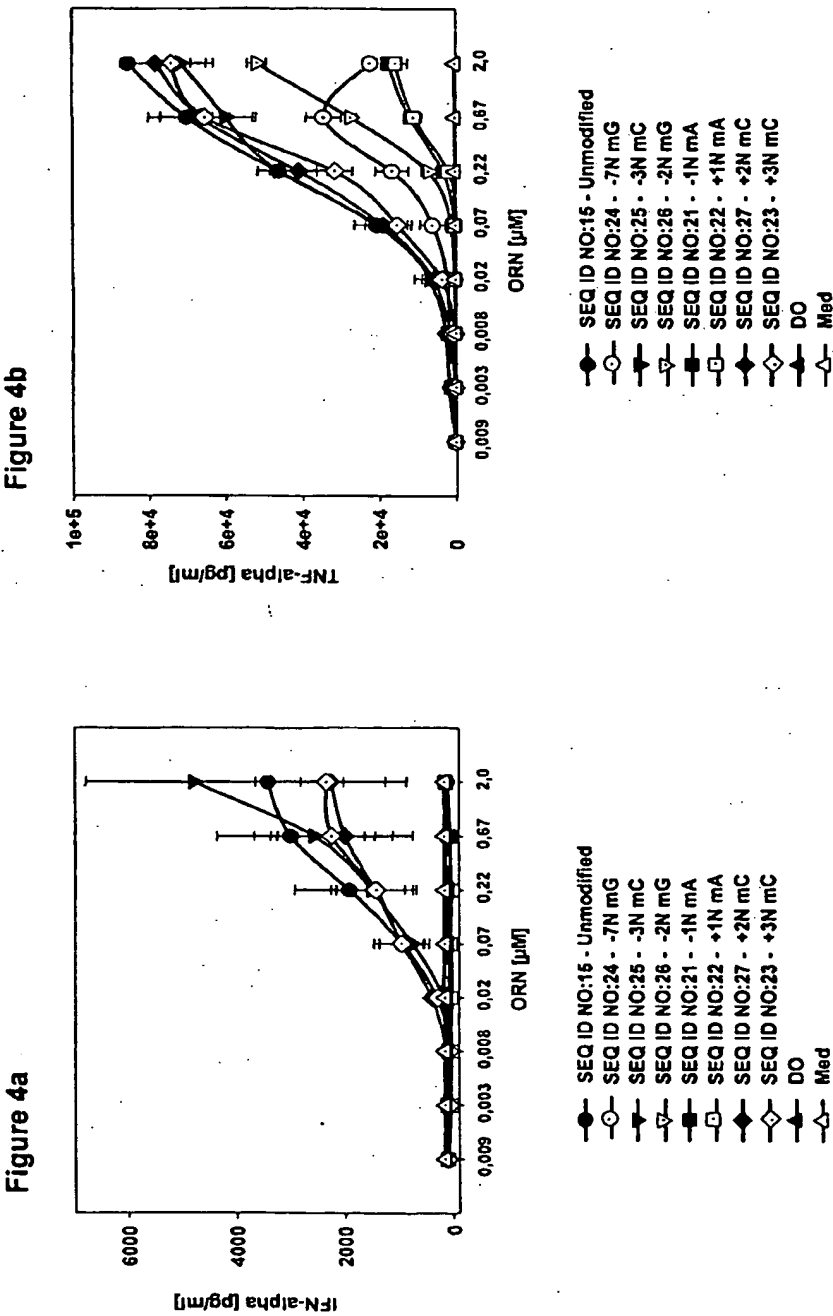 Figure 4a
IFN-alpha [pg/ml]
6000
4000
2000
0
0,009
0,003
0,008
0,02
0,07
0,22
0,67
2,0
ORN [µM]
SEQ ID NO:15 - Unmodified
SEQ ID NO:24 - -7N mG
SEQ ID NO:25 - -3N mC
SEQ ID NO:26 - -2N mG
SEQ ID NO:21 - -1N mA
SEQ ID NO:22 - +1N mA
SEQ ID NO:27 - +2N mC
SEQ ID NO:23 - +3N mC
DO
Med
Figure 4b
TNF-alpha [pg/ml]
1e+5
8e+4
6e+4
4e+4
2e+4
0
0,009
0,003
0,008
0,02
0,07
0,22
0,67
2,0
ORN [µM]
SEQ ID NO:15 - Unmodified
SEQ ID NO:24 - -7N mG
SEQ ID NO:25 - -3N mC
SEQ ID NO:26 - -2N mG
SEQ ID NO:21 - -1N mA
SEQ ID NO:22 - +1N mA
SEQ ID NO:27 - +2N mC
SEQ ID NO:23 - +3N mC
DO
Med